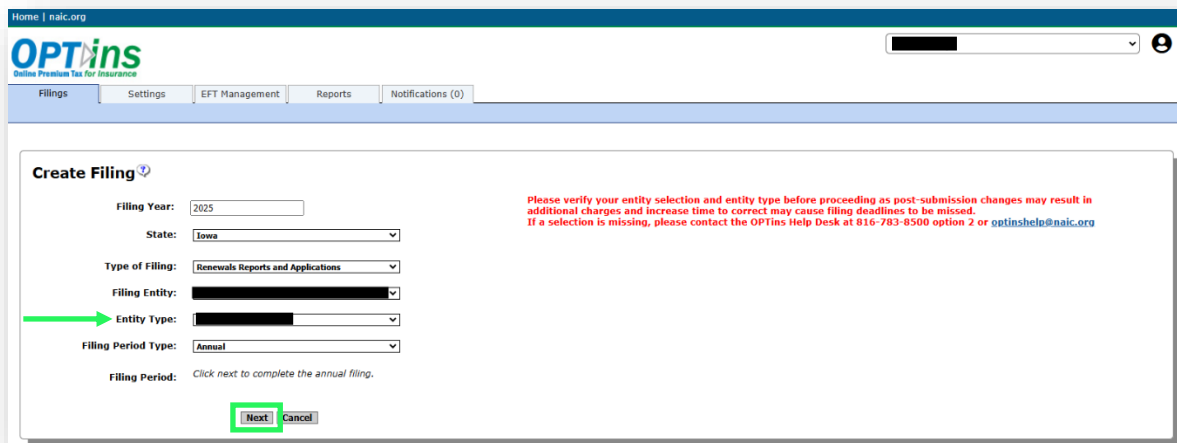 Home | naic.org
OPTins
Online Premium Tax for Insurance
Filings Settings EFT Management Reports Notifications (0)
Create Filing
Filing Year: 2025
State: Iowa
Type of Filing: Renewals Reports and Applications
Filing Entity:
Entity Type:
Filing Period Type: Annual
Filing Period: Click next to complete the annual filing.
Next Cancel
Please verify your entity selection and entity type before proceeding as post-submission changes may result in
additional charges and increase time to correct may cause filing deadlines to be missed.
If a selection is missing, please contact the OPTins Help Desk at 816-783-8500 option 2 or optinshelp@naic.org